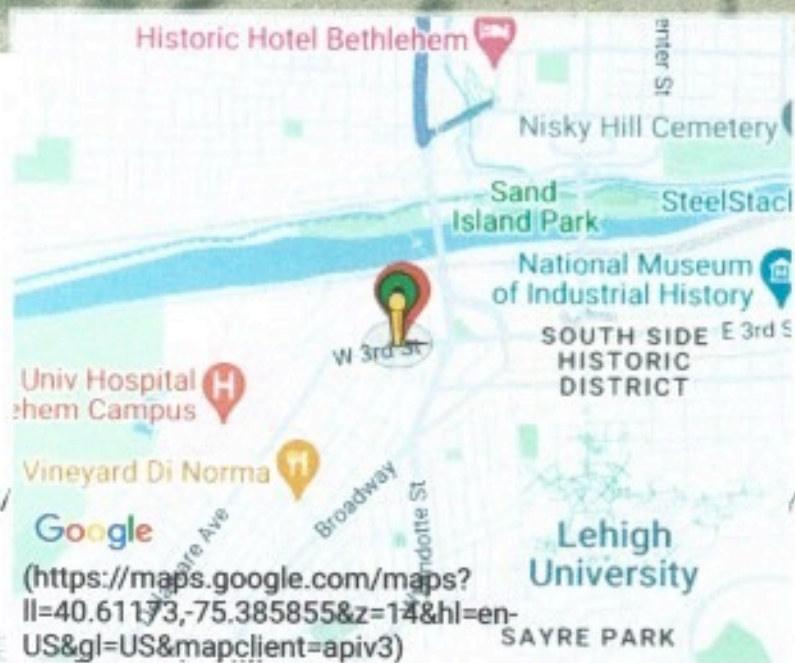 Historic Hotel Bethlehem
enter St
Nisky Hill Cemetery
Sand
Island Park
SteelStacl
National Museum
of Industrial History
W 3rd St
SOUTH SIDE
HISTORIC
DISTRICT
E 3rd S
Univ Hospital
ehem Campus
Vineyard Di Norma
Broadway
Google
Lehigh
University
(https://maps.google.com/maps?
ll=40.61173,-75.385855&z=14&hl=en-
US&gl=US&mapclient=apiv3)
SAYRE PARK